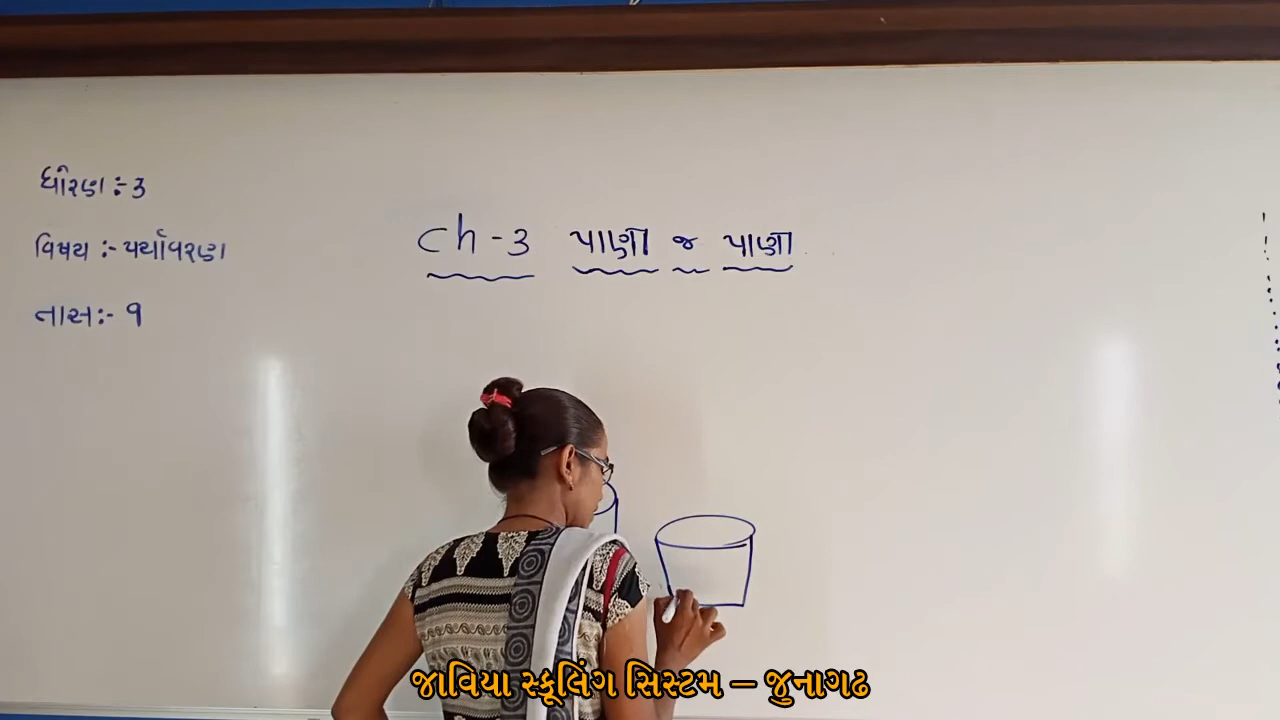 ધોરણ :- 3
વિષય :- પર્યાવરણ
તાસ :- ૧
Ch - 3 પાણી જ પાણી
જાવિયા સ્કૂલિંગ સિસ્ટમ – જુનાગઢ